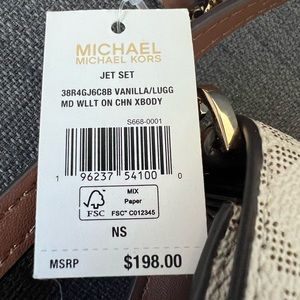 MICHAEL
MICHAEL KORS
JET SET
38R4GJ6C8B VANILLA/LUGG
MD WLLT ON CHN XBODY
S668-0001
1 96237 54100 0
FSC
MIX
Paper
FSC™ C012345
NS
MSRP $198.00